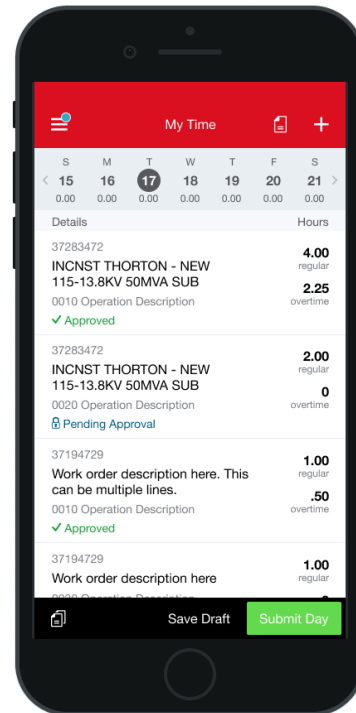 My Time
S M T W T F S
15 16 17 18 19 20 21
0.00 0.00 0.00 0.00 0.00 0.00 0.00
Details Hours
37283472
4.00
INCNST THORTON - NEW
regular
115-13.8KV 50MVA SUB
2.25
0010 Operation Description
overtime
Approved
37283472
2.00
INCNST THORTON - NEW
regular
115-13.8KV 50MVA SUB
0
0020 Operation Description
overtime
Pending Approval
37194729
1.00
Work order description here. This
regular
can be multiple lines.
.50
0010 Operation Description
overtime
Approved
37194729
1.00
Work order description here
regular
Save Draft Submit Day